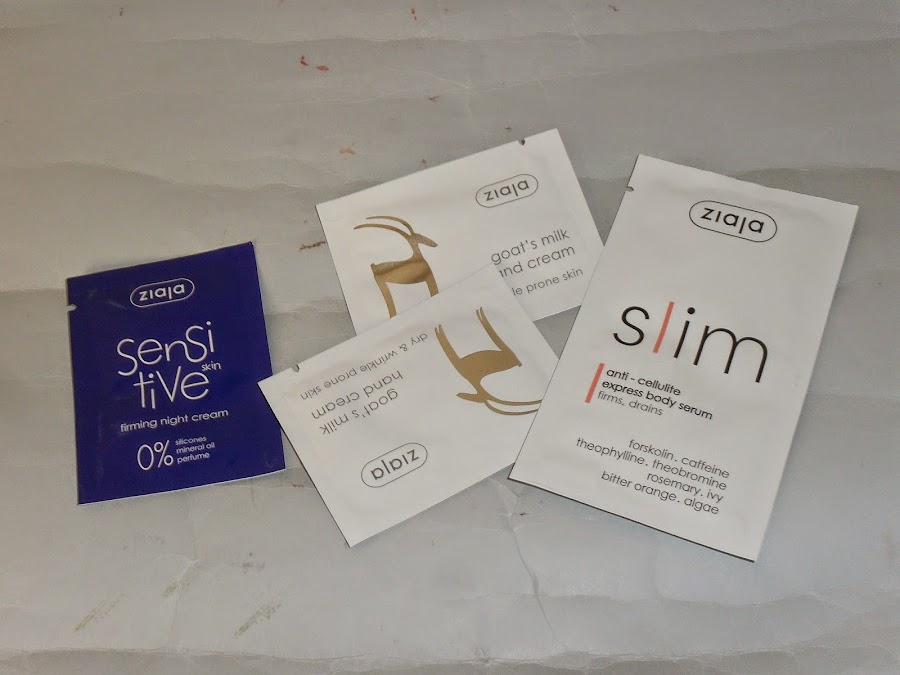 ziaja
sensi
tive
skin
firming night cream
0%
silicones
mineral oil
perfume
ziaja
goat's milk
and cream
le prone skin
ziaja
goat's milk
hand cream
dry & wrinkle prone skin
ziaja
slim
anti - cellulite
express body serum
firms, drains
forskolin, caffeine
theophylline, theobromine
rosemary, ivy
bitter orange, algae